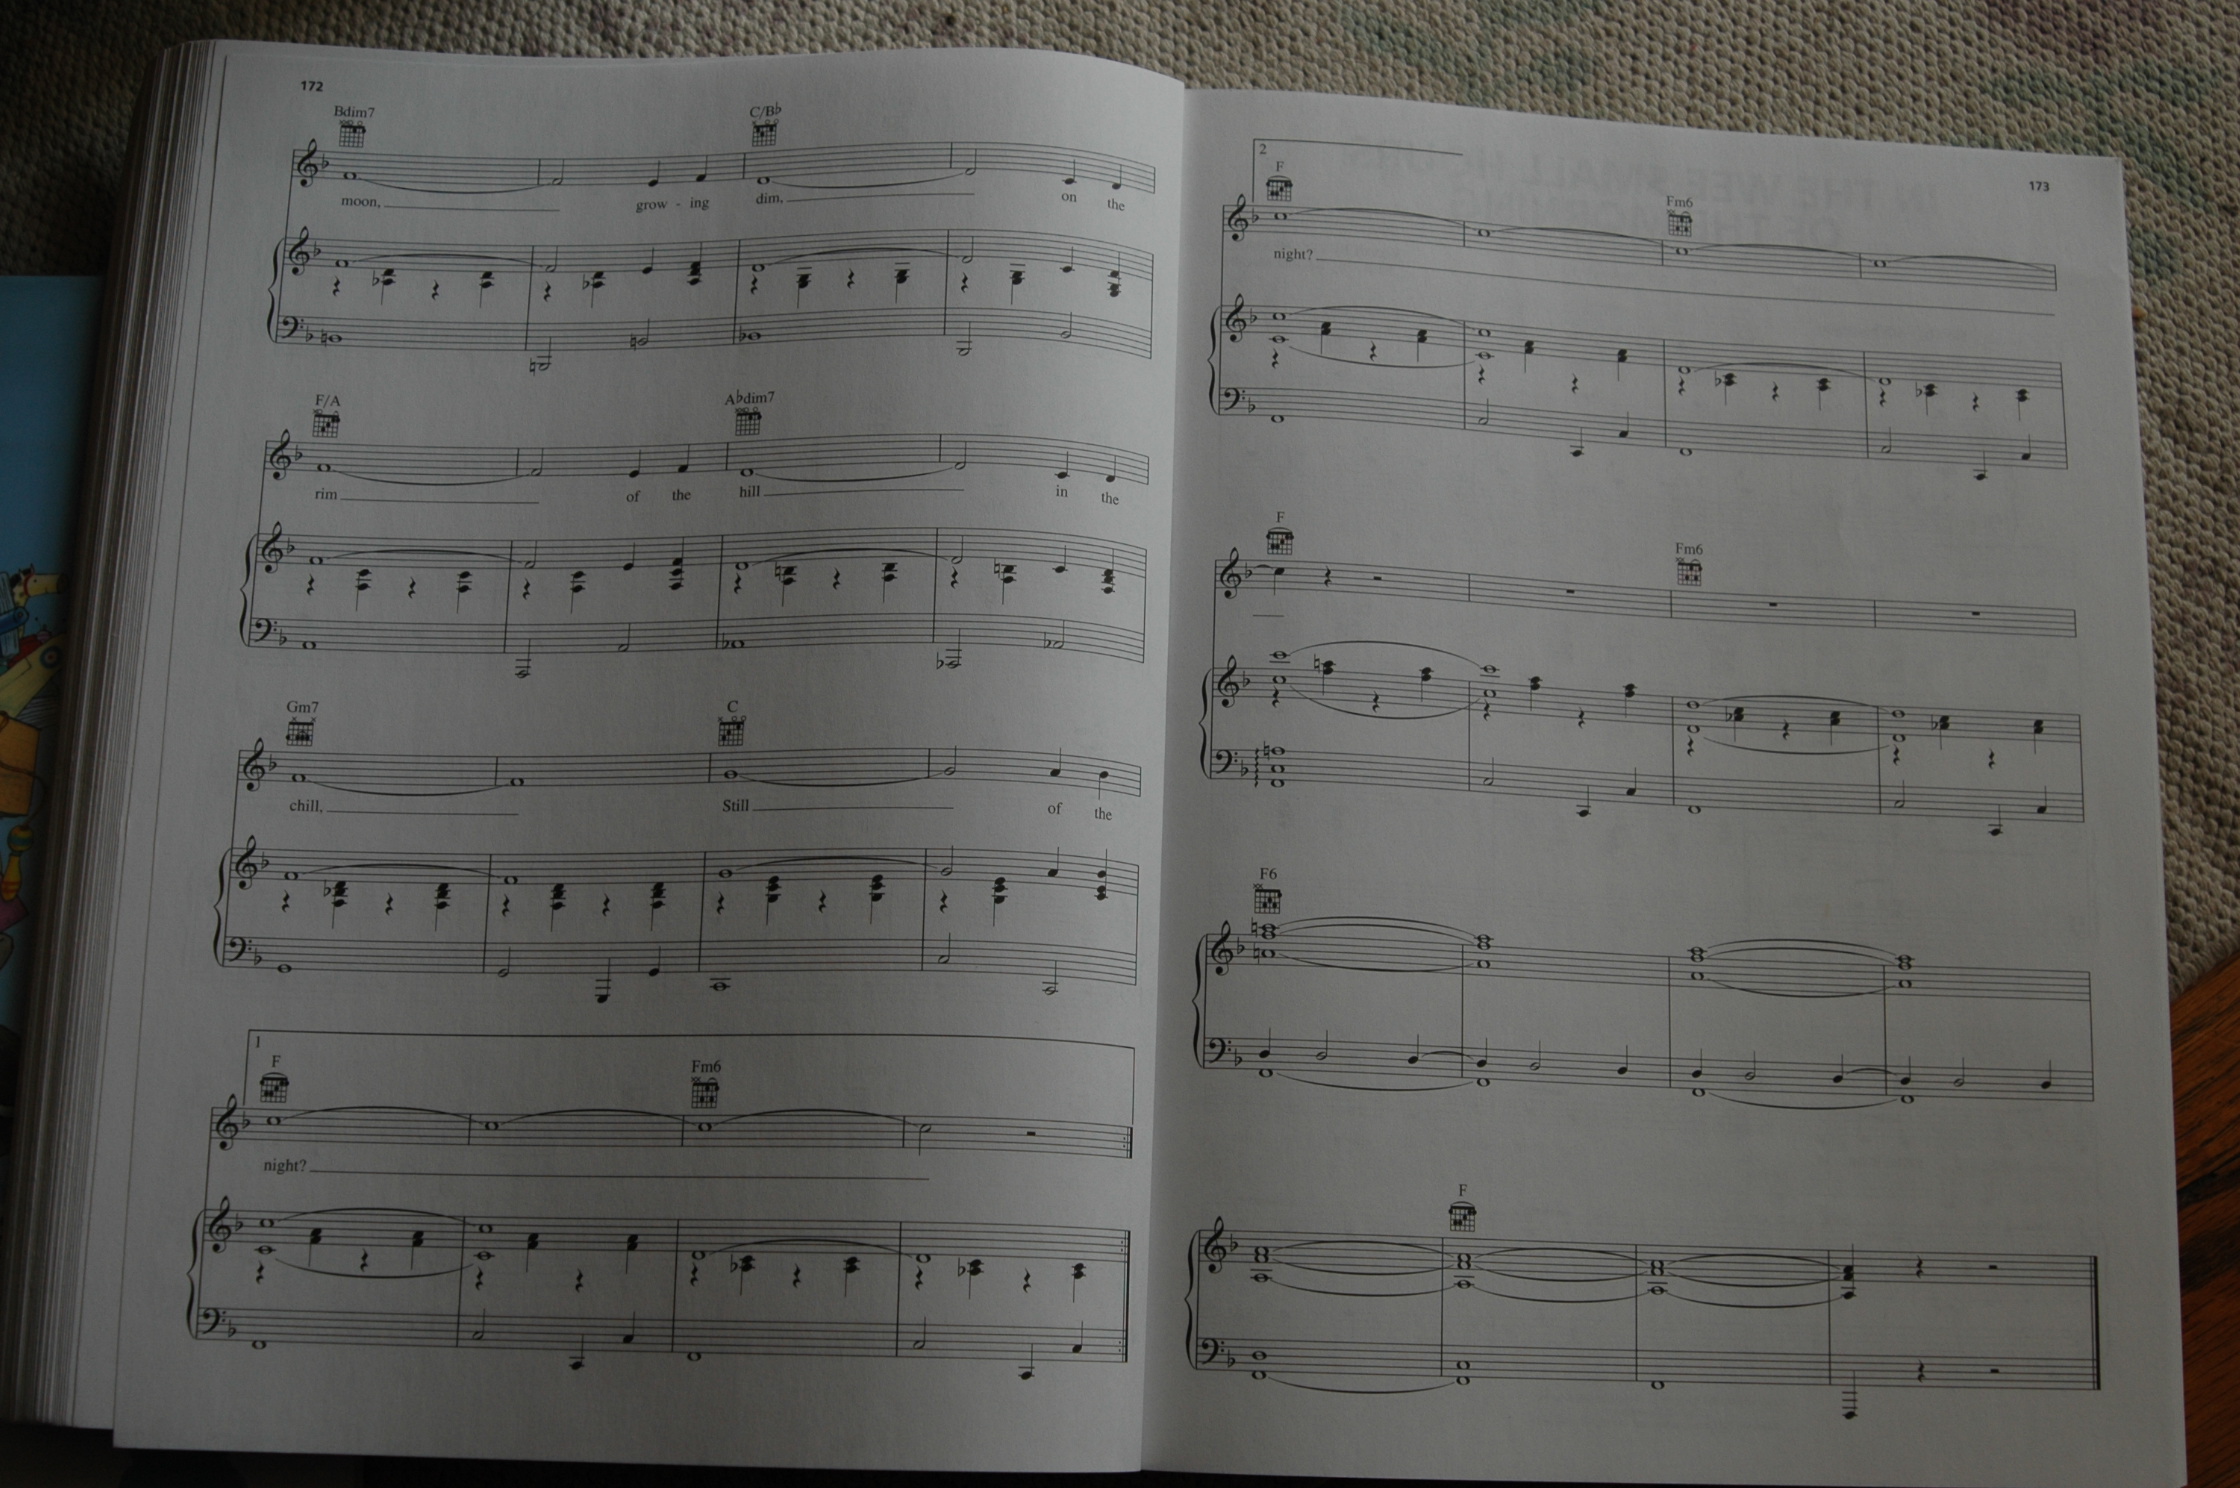 172
Bdim7 C/B♭
moon, grow - ing dim, on the
F/A A♭dim7
rim of the hill in the
Gm7 C
chill, Still of the
1
F Fm6
night?
173
2
F Fm6
night?
F Fm6
F6
F